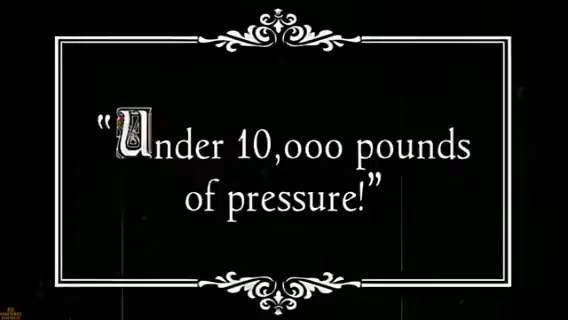 "Under 10,000 pounds
of pressure!"